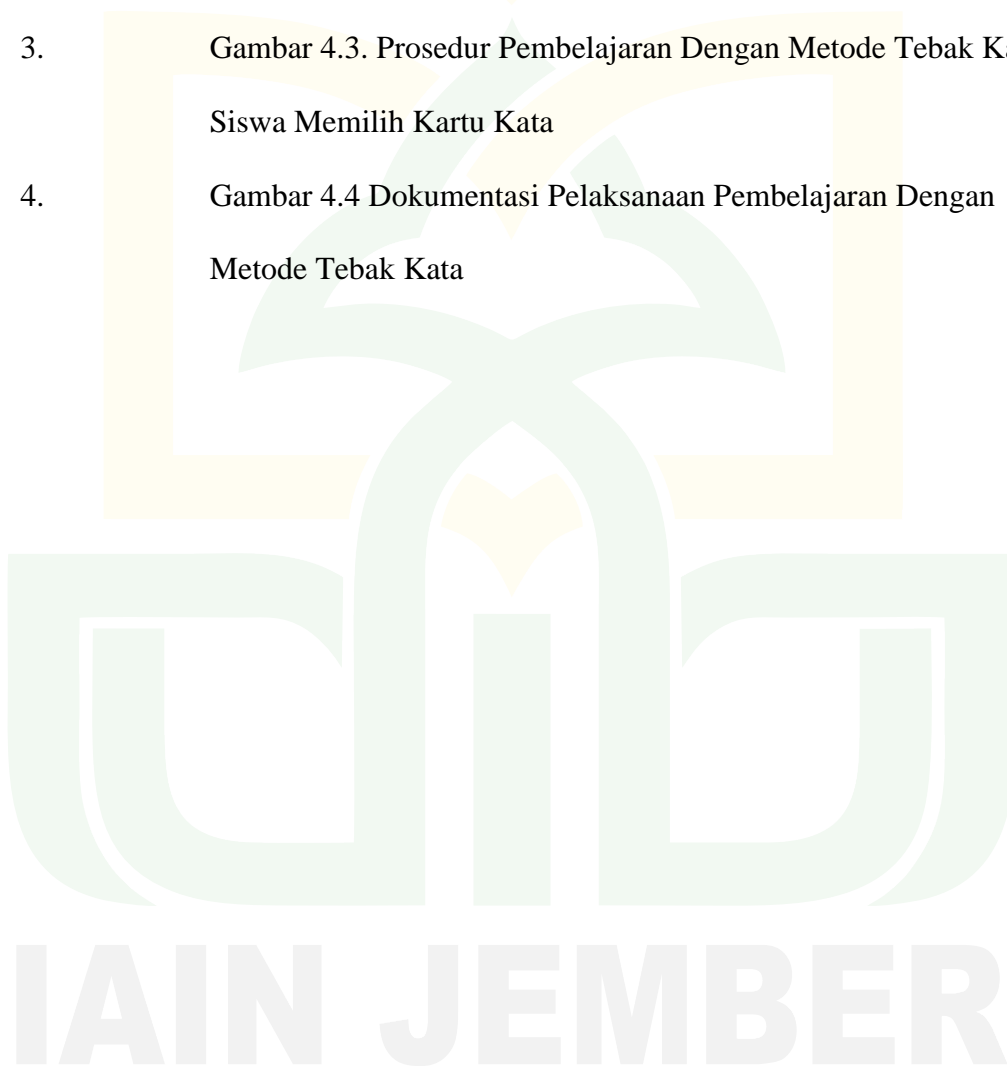 3. Gambar 4.3. Prosedur Pembelajaran Dengan Metode Tebak
Siswa Memilih Kartu Kata
4. Gambar 4.4 Dokumentasi Pelaksanaan Pembelajaran Dengan
Metode Tebak Kata
IAIN JEMBER